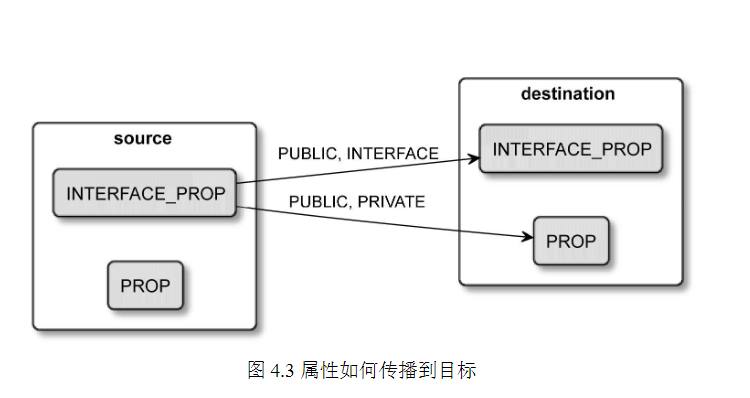 destination
source
PUBLIC, INTERFACE
INTERFACE_PROP
INTERFACE_PROP
PUBLIC, PRIVATE
PROP
PROP
图 4.3 属性如何传播到目标